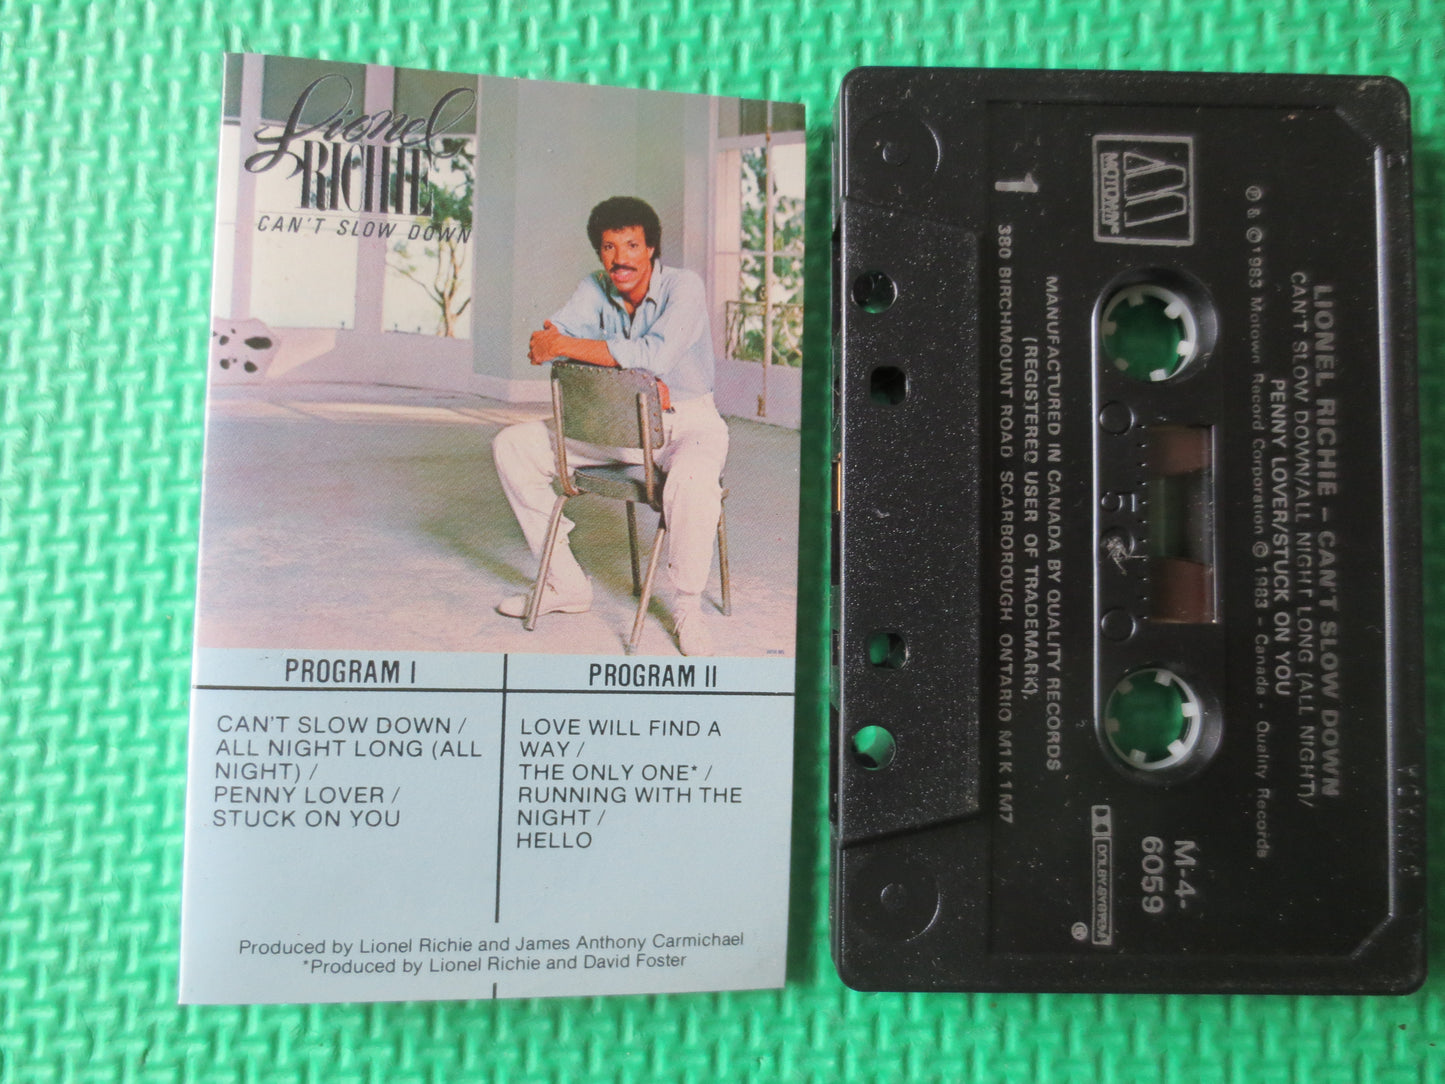 Lionel
RICHIE
CAN'T SLOW DOWN
PROGRAM I
CAN'T SLOW DOWN /
ALL NIGHT LONG (ALL
NIGHT) /
PENNY LOVER /
STUCK ON YOU
PROGRAM II
LOVE WILL FIND A
WAY /
THE ONLY ONE* /
RUNNING WITH THE
NIGHT /
HELLO
Produced by Lionel Richie and James Anthony Carmichael
*Produced by Lionel Richie and David Foster
LIONEL RICHIE – CAN'T SLOW DOWN
CAN'T SLOW DOWN/ALL NIGHT LONG (ALL NIGHT)/
PENNY LOVER/STUCK ON YOU
℗ & © 1983 Motown Record Corporation © 1983 - Canada - Quality Records
M
MOTOWN
M-4-
6059
0 50 0
MANUFACTURED IN CANADA BY QUALITY RECORDS
(REGISTERED USER OF TRADEMARK),
380 BIRCHMOUNT ROAD SCARBOROUGH ONTARIO M1K 1M7
1
DOLBY SYSTEM
®